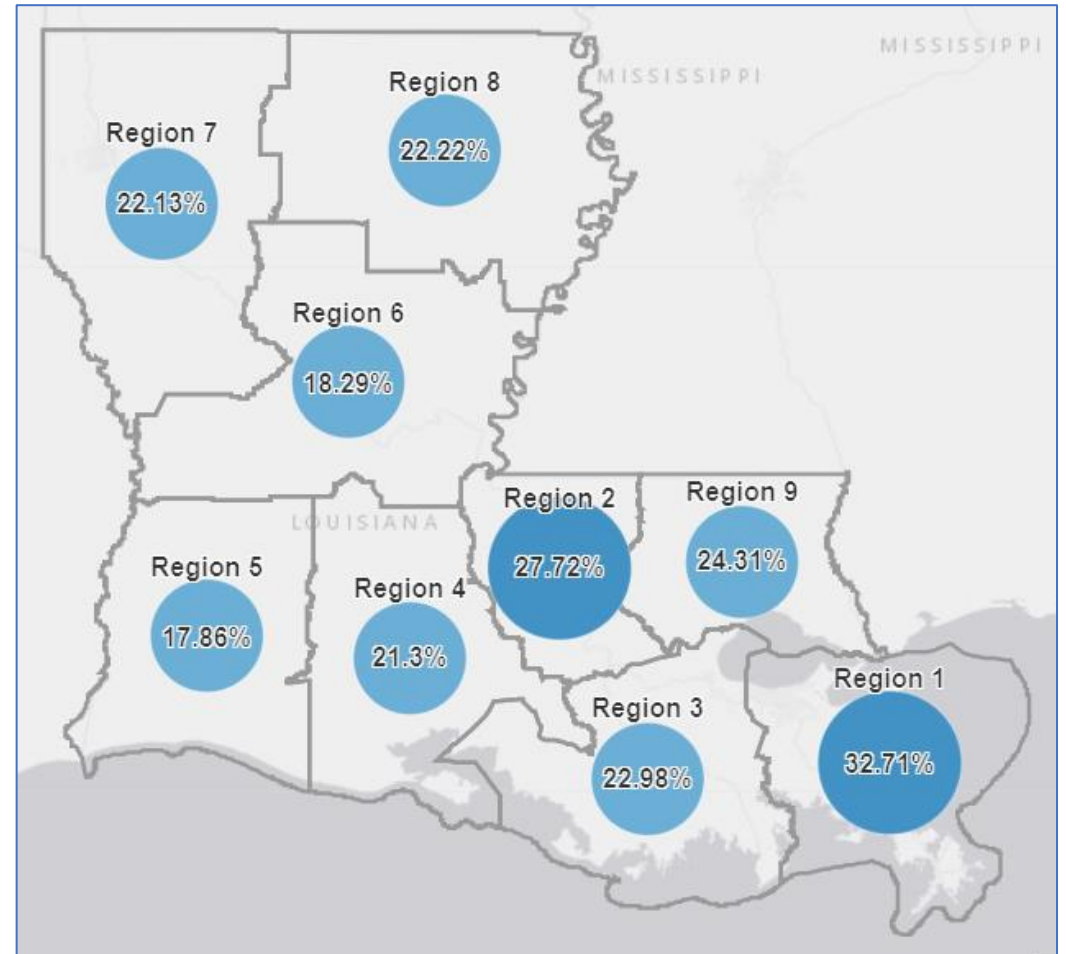 MISSISSIPPI
MISSISSIPPI
Region 8
22.22%
Region 7
22.13%
Region 6
18.29%
Region 2
27.72%
Region 9
24.31%
LOUISIANA
Region 5
17.86%
Region 4
21.3%
Region 1
32.71%
Region 3
22.98%